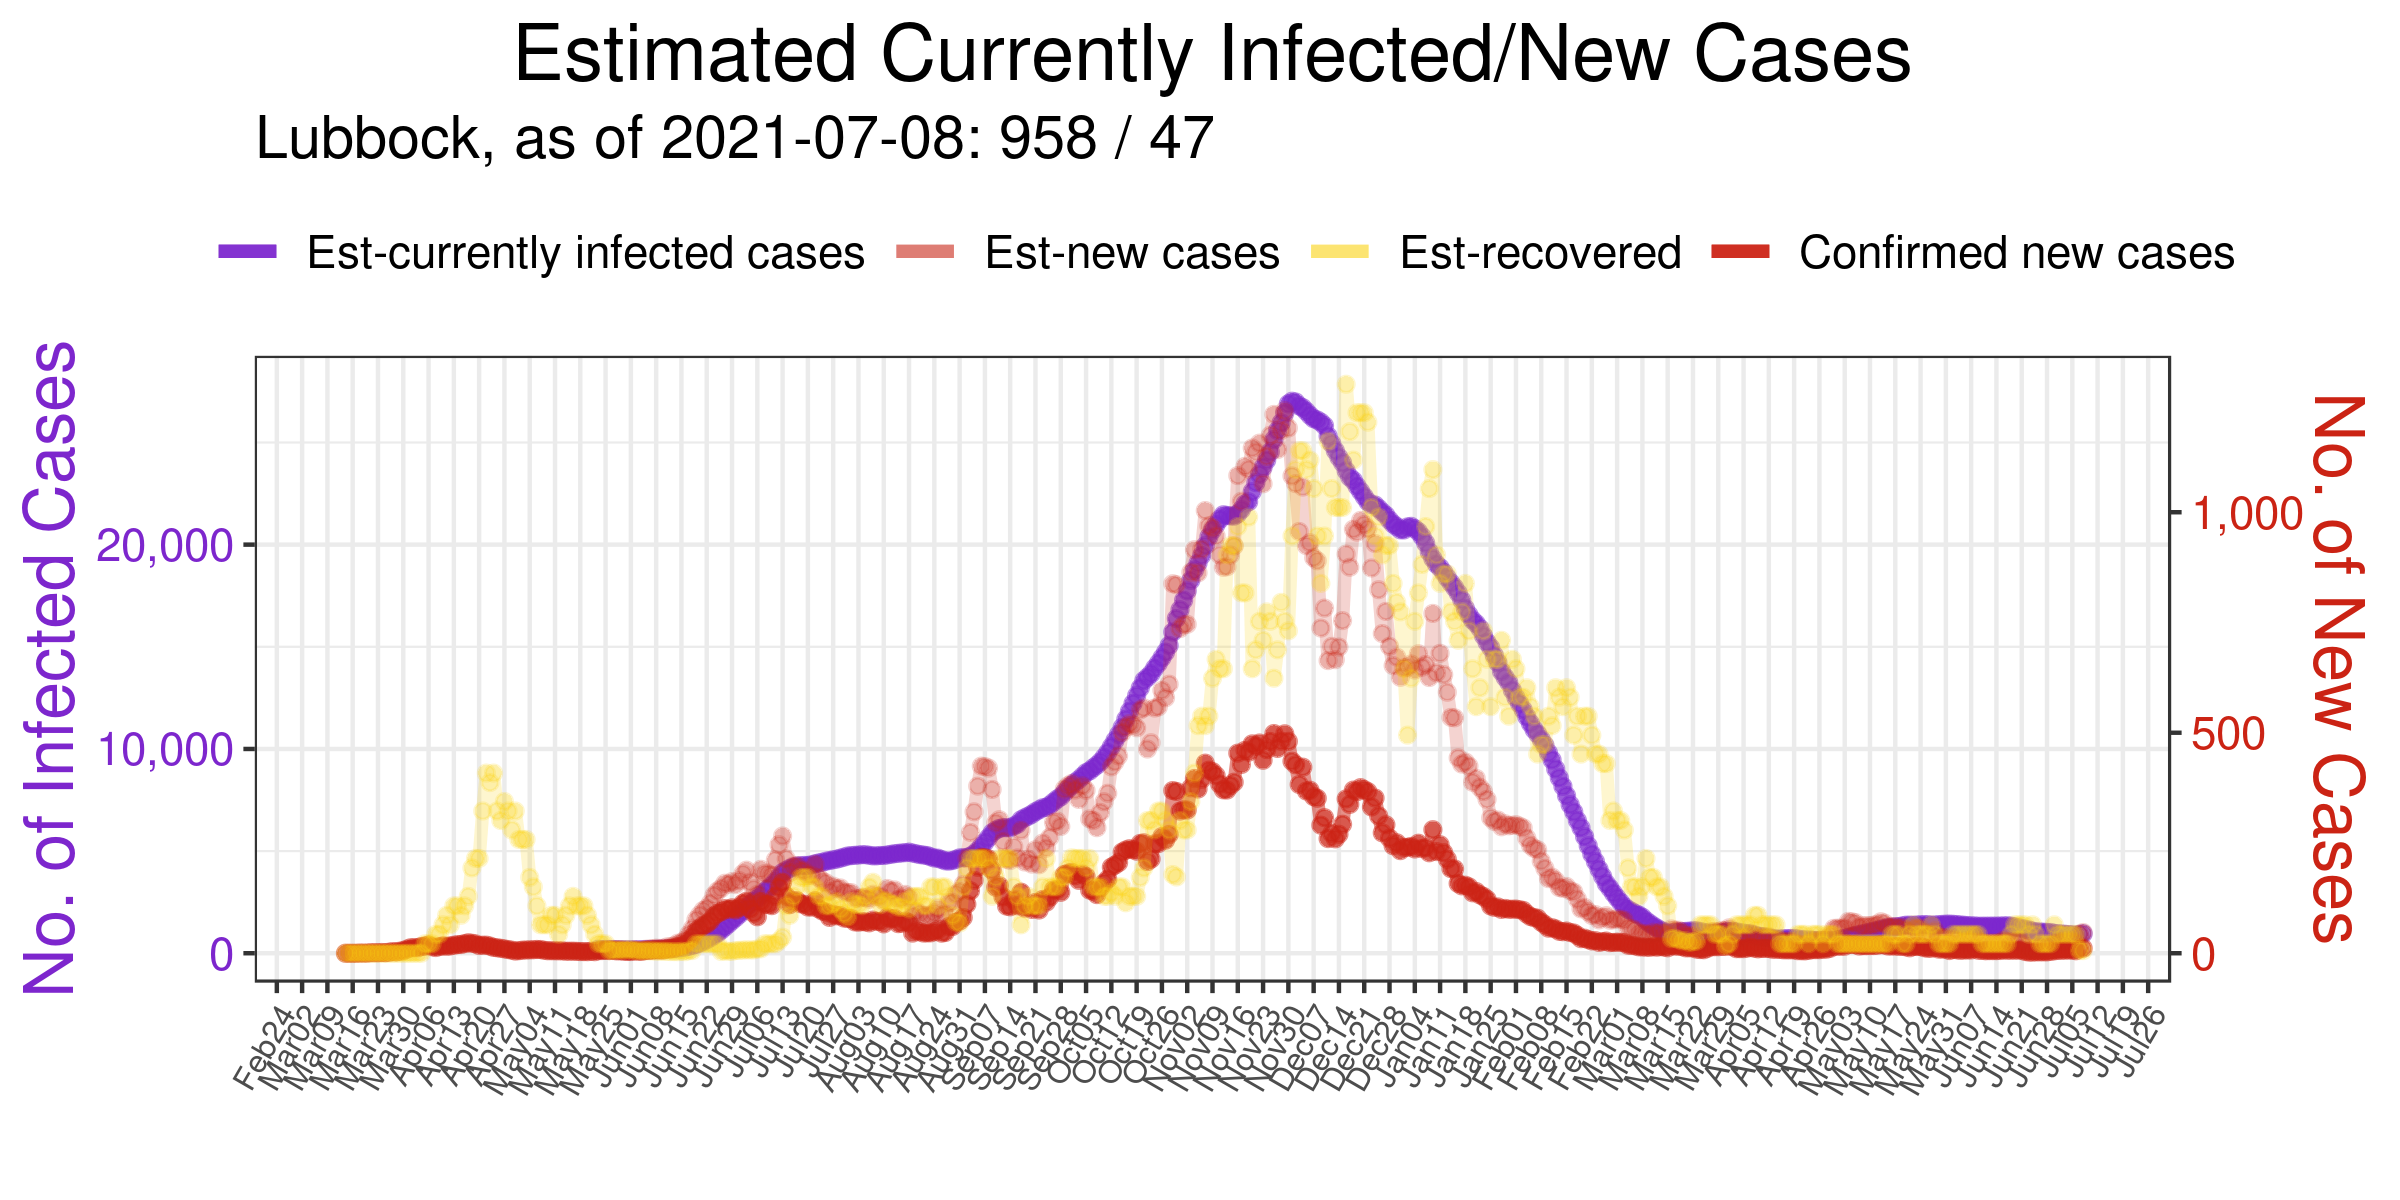 Estimated Currently Infected/New Cases
Lubbock, as of 2021-07-08: 958 / 47
Est-currently infected cases
Est-new cases
Est-recovered
Confirmed new cases
No. of Infected Cases
20,000
10,000
0
1,000
500
0
No. of New Cases
Feb24
Mar02
Mar09
Mar16
Mar23
Mar30
Apr06
Apr13
Apr20
Apr27
May04
May11
May18
May25
Jun01
Jun08
Jun15
Jun22
Jun29
Jul06
Jul13
Jul20
Jul27
Aug03
Aug10
Aug17
Aug24
Aug31
Sep07
Sep14
Sep21
Sep28
Oct05
Oct12
Oct19
Oct26
Nov02
Nov09
Nov16
Nov23
Nov30
Dec07
Dec14
Dec21
Dec28
Jan04
Jan11
Jan18
Jan25
Feb01
Feb08
Feb15
Feb22
Mar01
Mar08
Mar15
Mar22
Mar29
Apr05
Apr12
Apr19
Apr26
May03
May10
May17
May24
May31
Jun07
Jun14
Jun21
Jun28
Jul05
Jul12
Jul19
Jul26